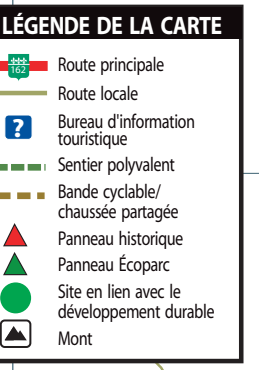 LÉGENDE DE LA CARTE
162
Route principale
Route locale
?
Bureau d'information
touristique
Sentier polyvalent
Bande cyclable/
chaussée partagée
Panneau historique
Panneau Écoparc
Site en lien avec le
développement durable
Mont